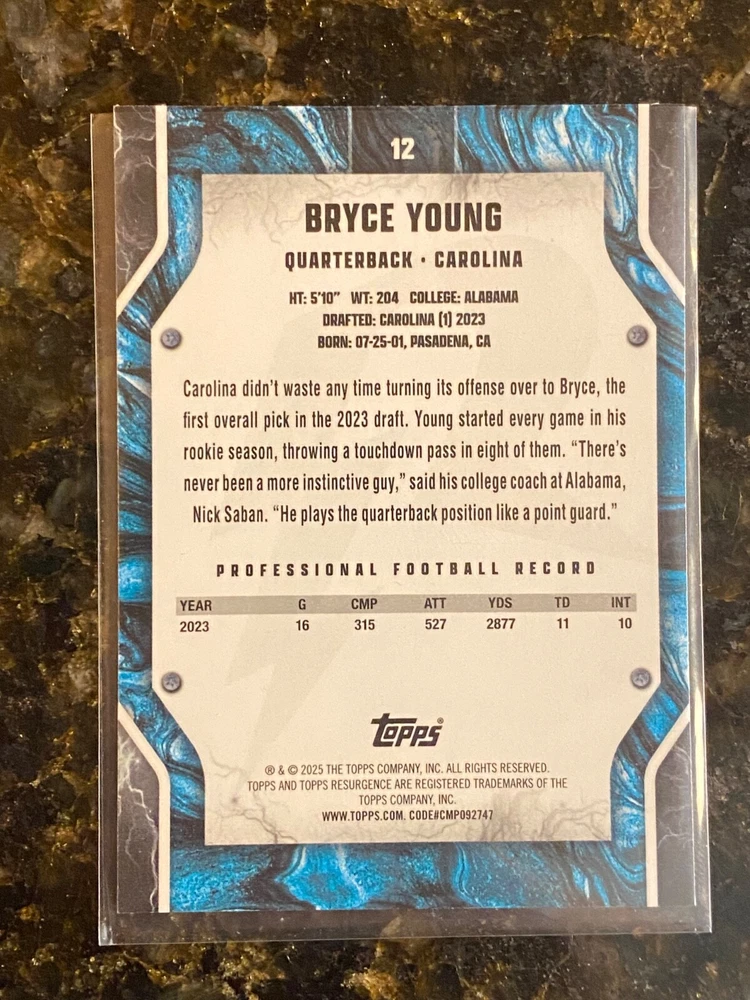 12
BRYCE YOUNG
QUARTERBACK • CAROLINA
HT: 5'10" WT: 204 COLLEGE: ALABAMA
DRAFTED: CAROLINA (1) 2023
BORN: 07-25-01, PASADENA, CA
Carolina didn't waste any time turning its offense over to Bryce, the
first overall pick in the 2023 draft. Young started every game in his
rookie season, throwing a touchdown pass in eight of them. “There's
never been a more instinctive guy,” said his college coach at Alabama,
Nick Saban. “He plays the quarterback position like a point guard.”
PROFESSIONAL FOOTBALL RECORD
YEAR G CMP ATT YDS TD INT
2023 16 315 527 2877 11 10
topps®
® & © 2025 THE TOPPS COMPANY, INC. ALL RIGHTS RESERVED.
TOPPS AND TOPPS RESURGENCE ARE REGISTERED TRADEMARKS OF THE
TOPPS COMPANY, INC.
WWW.TOPPS.COM. CODE#CMP092747